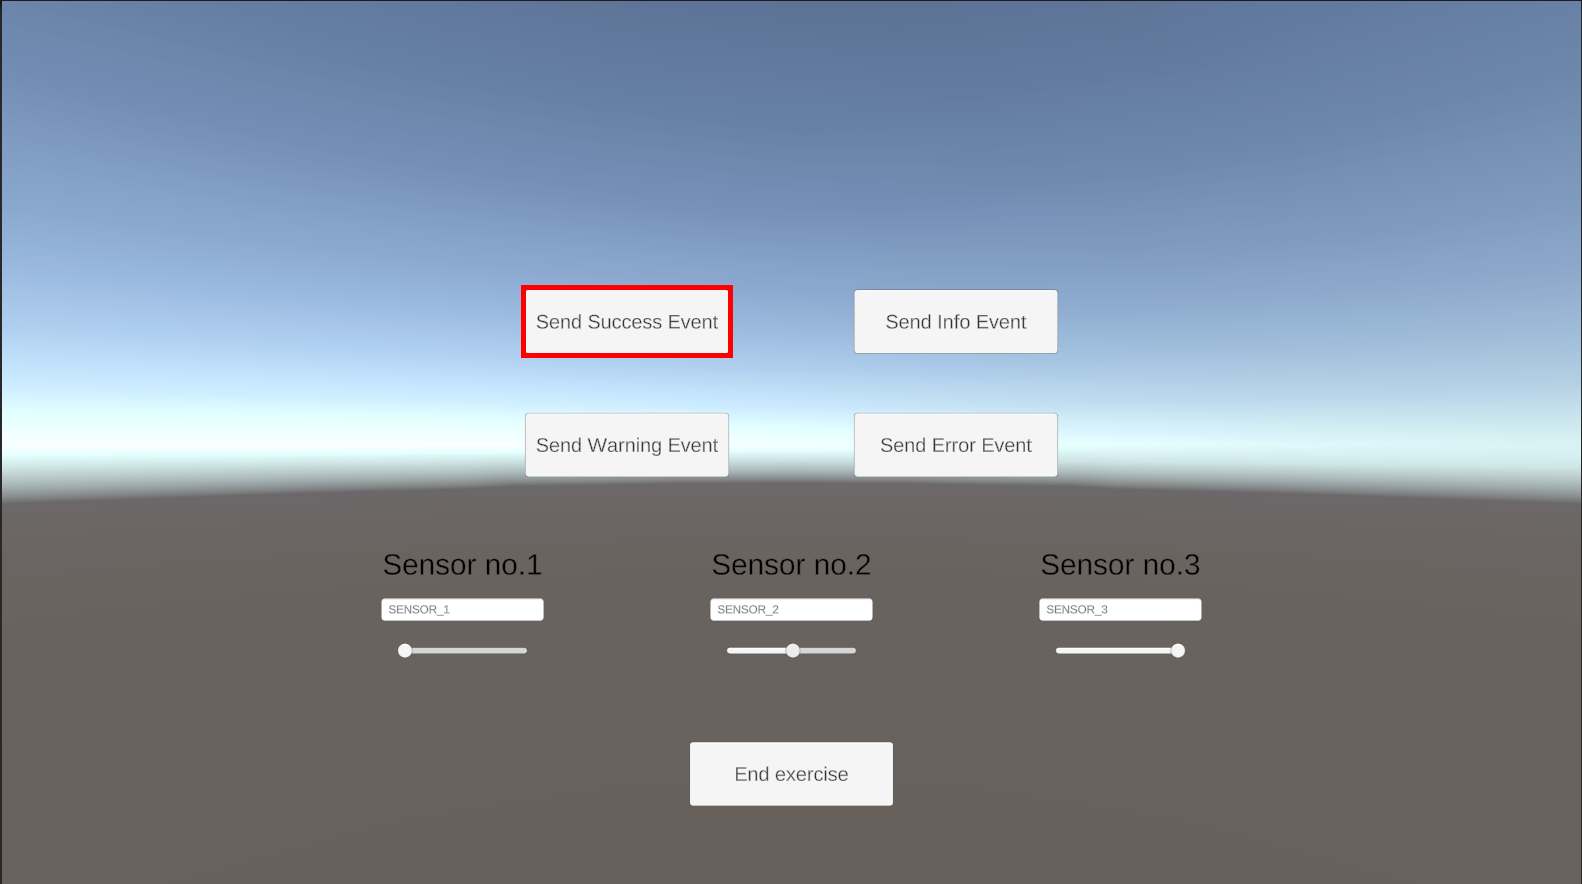 Send Success Event
Send Info Event
Send Warning Event
Send Error Event
Sensor no.1
Sensor no.2
Sensor no.3
SENSOR_1
SENSOR_2
SENSOR_3
End exercise